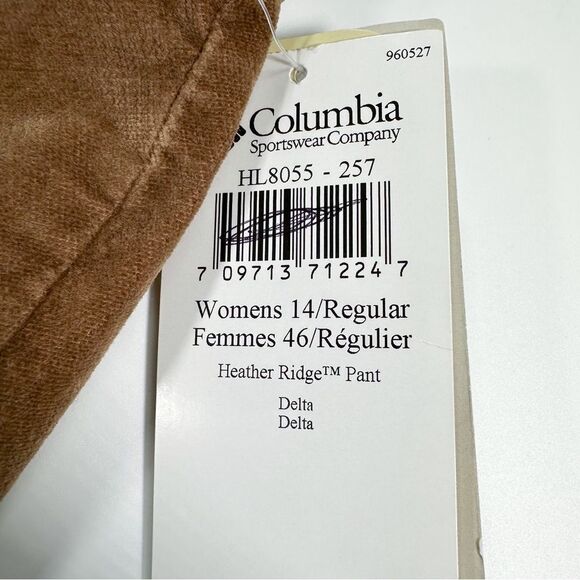 960527
Columbia
Sportswear Company
HL8055 - 257
7 09713 71224 7
Womens 14/Regular
Femmes 46/Régulier
Heather Ridge™ Pant
Delta
Delta